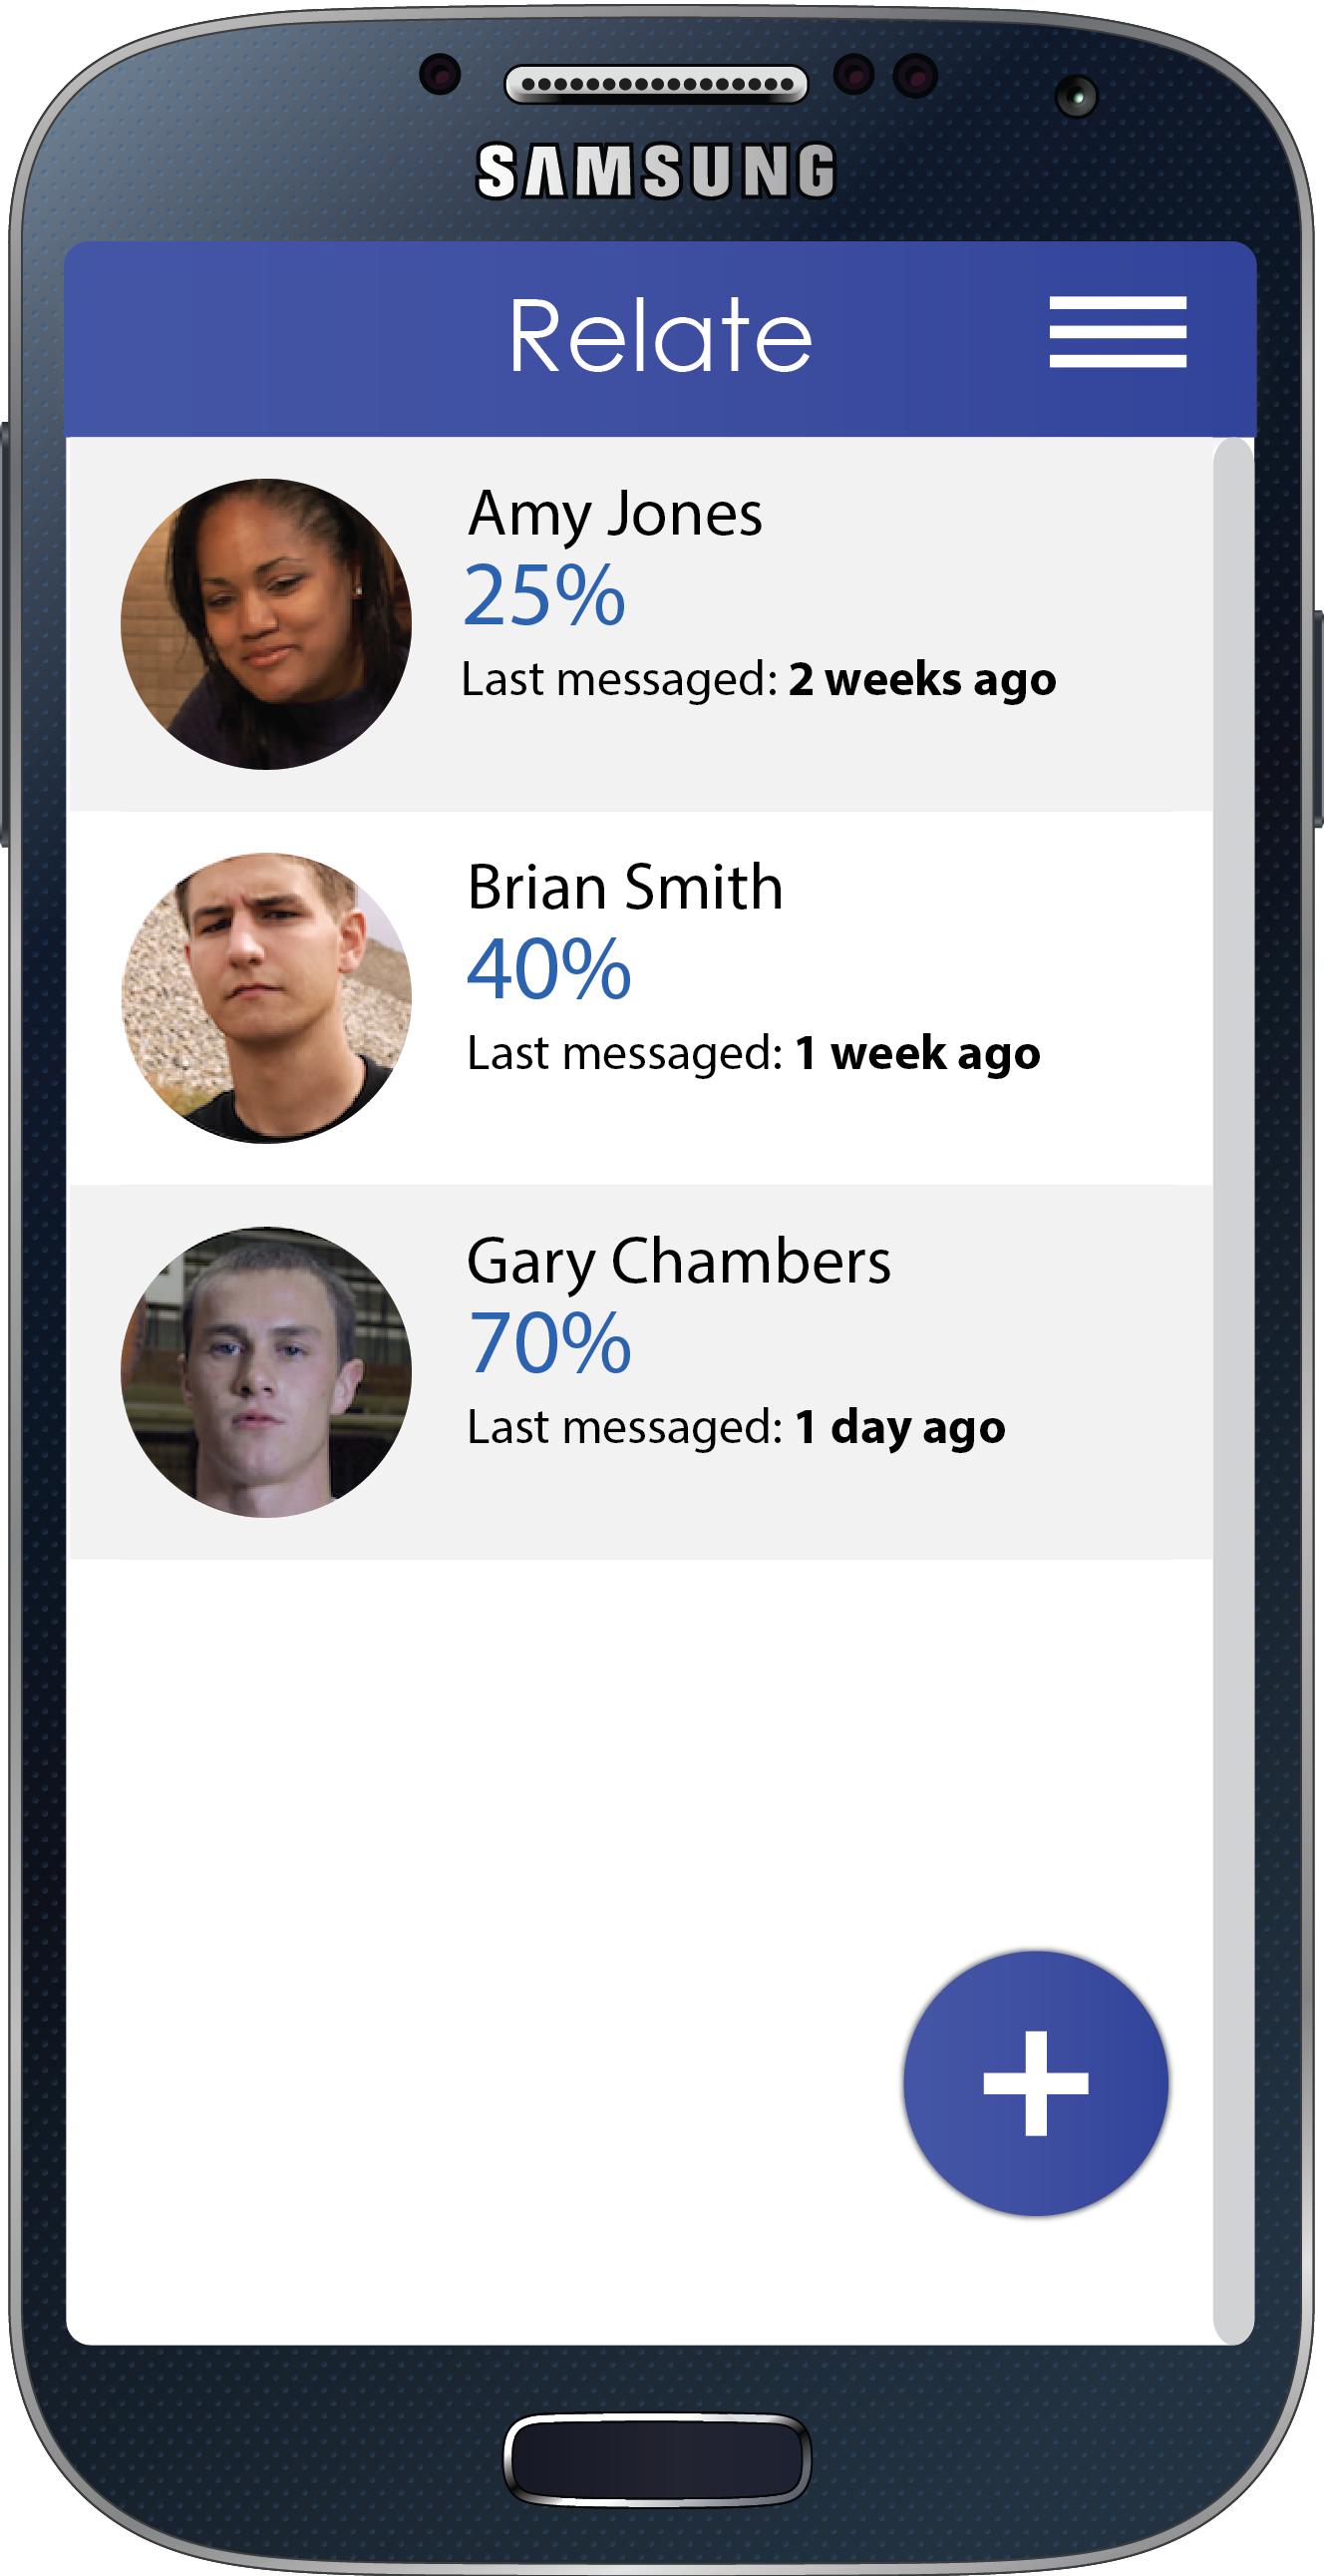 SAMSUNG
Relate
Amy Jones
25%
Last messaged: 2 weeks ago
Brian Smith
40%
Last messaged: 1 week ago
Gary Chambers
70%
Last messaged: 1 day ago